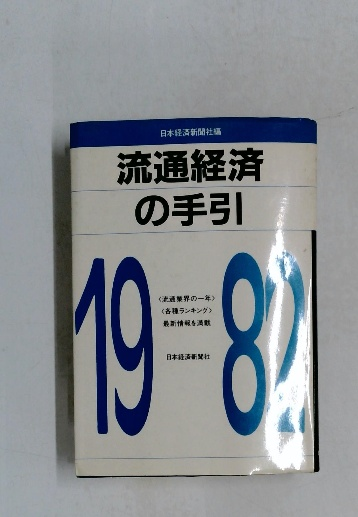 日本経済新聞社編
流通経済
の手引
1982
〈流通業界の一年〉
〈各種ランキング〉
最新情報を満載
日本経済新聞社